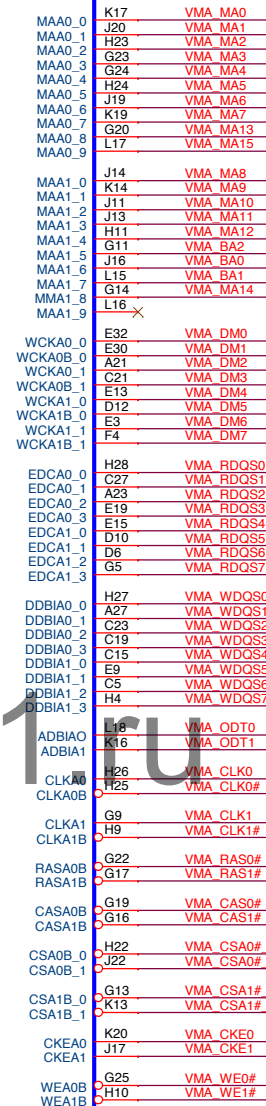 MAA0_0 K17 VMA_MA0
MAA0_1 J20 VMA_MA1
MAA0_2 H23 VMA_MA2
MAA0_3 G23 VMA_MA3
MAA0_4 G24 VMA_MA4
MAA0_5 H24 VMA_MA5
MAA0_6 J19 VMA_MA6
MAA0_7 K19 VMA_MA7
MAA0_8 G20 VMA_MA13
MAA0_9 L17 VMA_MA15
MAA1_0 J14 VMA_MA8
MAA1_1 K14 VMA_MA9
MAA1_2 J11 VMA_MA10
MAA1_3 J13 VMA_MA11
MAA1_4 H11 VMA_MA12
MAA1_5 G11 VMA_BA2
MAA1_6 J16 VMA_BA0
MAA1_7 L15 VMA_BA1
MMA1_8 G14 VMA_MA14
MAA1_9 L16
WCKA0_0 E32 VMA_DM0
WCKA0B_0 E30 VMA_DM1
WCKA0_1 A21 VMA_DM2
WCKA0B_1 C21 VMA_DM3
WCKA1_0 E13 VMA_DM4
WCKA1B_0 D12 VMA_DM5
WCKA1_1 E3 VMA_DM6
WCKA1B_1 F4 VMA_DM7
EDCA0_0 H28 VMA_RDQS0
EDCA0_1 C27 VMA_RDQS1
EDCA0_2 A23 VMA_RDQS2
EDCA0_3 E19 VMA_RDQS3
EDCA1_0 E15 VMA_RDQS4
EDCA1_1 D10 VMA_RDQS5
EDCA1_2 D6 VMA_RDQS6
EDCA1_3 G5 VMA_RDQS7
DDBIA0_0 H27 VMA_WDQS0
DDBIA0_1 A27 VMA_WDQS1
DDBIA0_2 C23 VMA_WDQS2
DDBIA0_3 C19 VMA_WDQS3
DDBIA1_0 C15 VMA_WDQS4
DDBIA1_1 E9 VMA_WDQS5
DDBIA1_2 C5 VMA_WDQS6
DDBIA1_3 H4 VMA_WDQS7
1.ru
ADBIAO L18 VMA_ODT0
ADBIA1 K16 VMA_ODT1
CLKA0 H26 VMA_CLK0
CLKA0B H25 VMA_CLK0#
CLKA1 G9 VMA_CLK1
CLKA1B H9 VMA_CLK1#
RASA0B G22 VMA_RAS0#
RASA1B G17 VMA_RAS1#
CASA0B G19 VMA_CAS0#
CASA1B G16 VMA_CAS1#
CSA0B_0 H22 VMA_CSA0#_
CSA0B_1 J22 VMA_CSA0#_
CSA1B_0 G13 VMA_CSA1#_
CSA1B_1 K13 VMA_CSA1#_
CKEA0 K20 VMA_CKE0
CKEA1 J17 VMA_CKE1
WEA0B G25 VMA_WE0#
WEA1B H10 VMA_WE1#